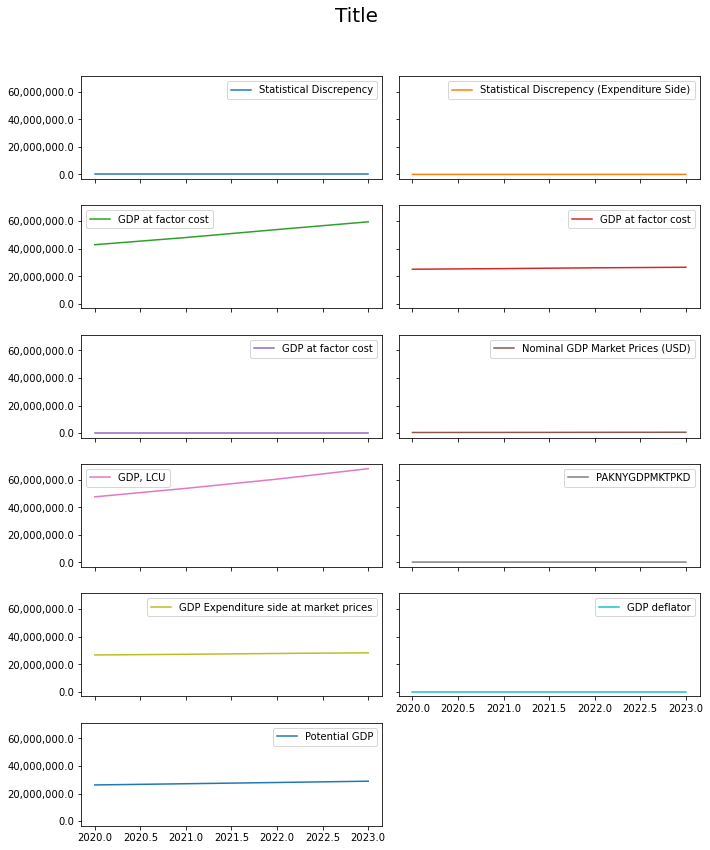 Title
Statistical Discrepency
60,000,000.0
40,000,000.0
20,000,000.0
0.0
Statistical Discrepency (Expenditure Side)
GDP at factor cost
60,000,000.0
40,000,000.0
20,000,000.0
0.0
GDP at factor cost
GDP at factor cost
60,000,000.0
40,000,000.0
20,000,000.0
0.0
Nominal GDP Market Prices (USD)
GDP, LCU
60,000,000.0
40,000,000.0
20,000,000.0
0.0
PAKNYGDPMKTPKD
GDP Expenditure side at market prices
60,000,000.0
40,000,000.0
20,000,000.0
0.0
GDP deflator
2020.0 2020.5 2021.0 2021.5 2022.0 2022.5 2023.0
Potential GDP
60,000,000.0
40,000,000.0
20,000,000.0
0.0
2020.0 2020.5 2021.0 2021.5 2022.0 2022.5 2023.0